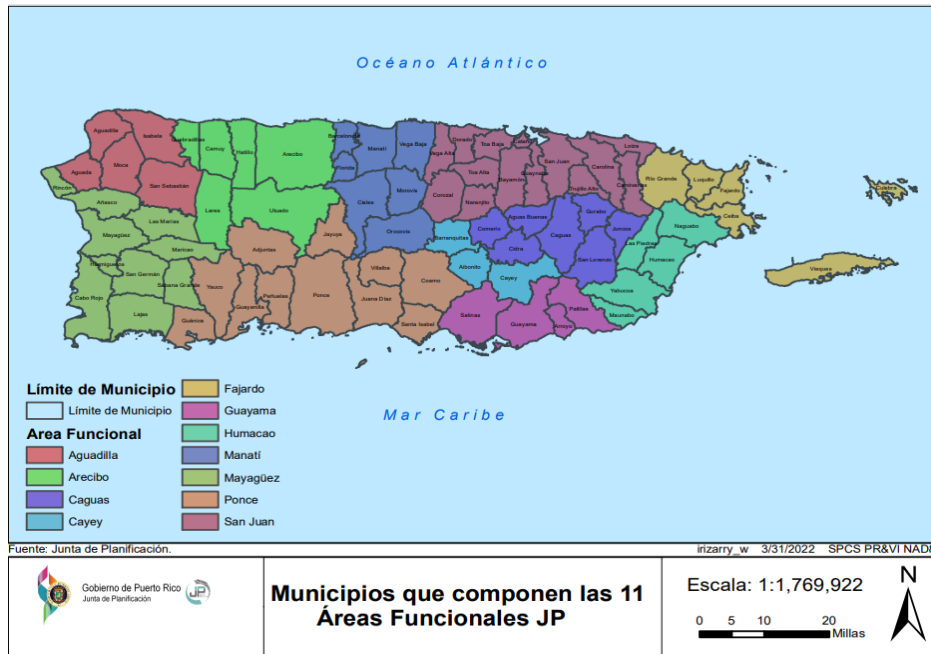 Océano Atlántico
Aguadilla
Isabela
Quebradillas
Camuy
Hatillo
Arecibo
Barceloneta
Manatí
Vega Baja
Vega Alta
Dorado
Toa Baja
Cataño
San Juan
Carolina
Loiza
Aguada
Moca
San Sebastián
Florida
Morovis
Toa Alta
Bayamón
Guaynabo
Trujillo Alto
Canóvanas
Río Grande
Luquillo
Fajardo
Ceiba
Culebra
Rincón
Añasco
Lares
Utuado
Ciales
Corozal
Naranjito
Las Marías
Mayagüez
Maricao
Adjuntas
Jayuya
Orocovis
Barranquitas
Comerío
Aguas Buenas
Gurabo
Juncos
Caguas
Cidra
Naguabo
Las Piedras
Humacao
Hormigueros
San Germán
Sabana Grande
Yauco
Guayanilla
Peñuelas
Ponce
Villalba
Juana Díaz
Coamo
Aibonito
Cayey
San Lorenzo
Yabucoa
Vieques
Cabo Rojo
Lajas
Guánica
Santa Isabel
Salinas
Guayama
Arroyo
Patillas
Maunabo
Mar Caribe
Límite de Municipio
Límite de Municipio
Area Funcional
Aguadilla
Arecibo
Caguas
Cayey
Fajardo
Guayama
Humacao
Manatí
Mayagüez
Ponce
San Juan
Fuente: Junta de Planificación.
irizarry_w 3/31/2022 SPCS PR&VI NAD8
Gobierno de Puerto Rico
Junta de Planificación
JP
Municipios que componen las 11
Áreas Funcionales JP
Escala: 1:1,769,922
0 5 10 20
Millas
N